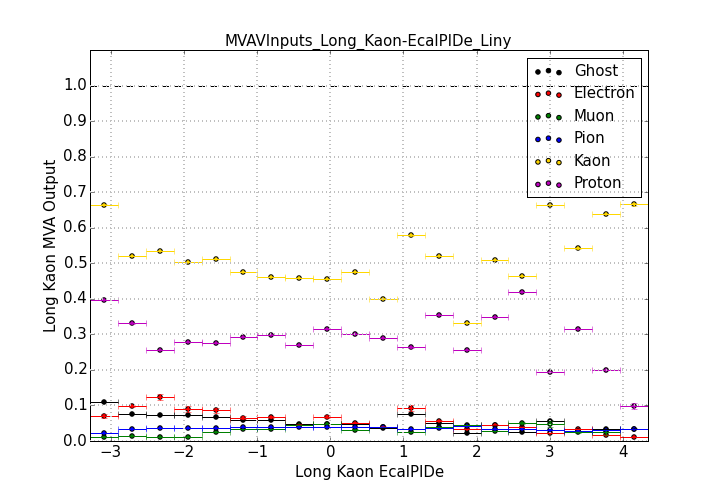 MVAVInputs_Long_Kaon-EcalPIDe_Liny
Ghost
Electron
Muon
Pion
Kaon
Proton
1.0
0.9
0.8
0.7
0.6
0.5
0.4
0.3
0.2
0.1
0.0
Long Kaon MVA Output
−3 −2 −1 0 1 2 3 4
Long Kaon EcalPIDe